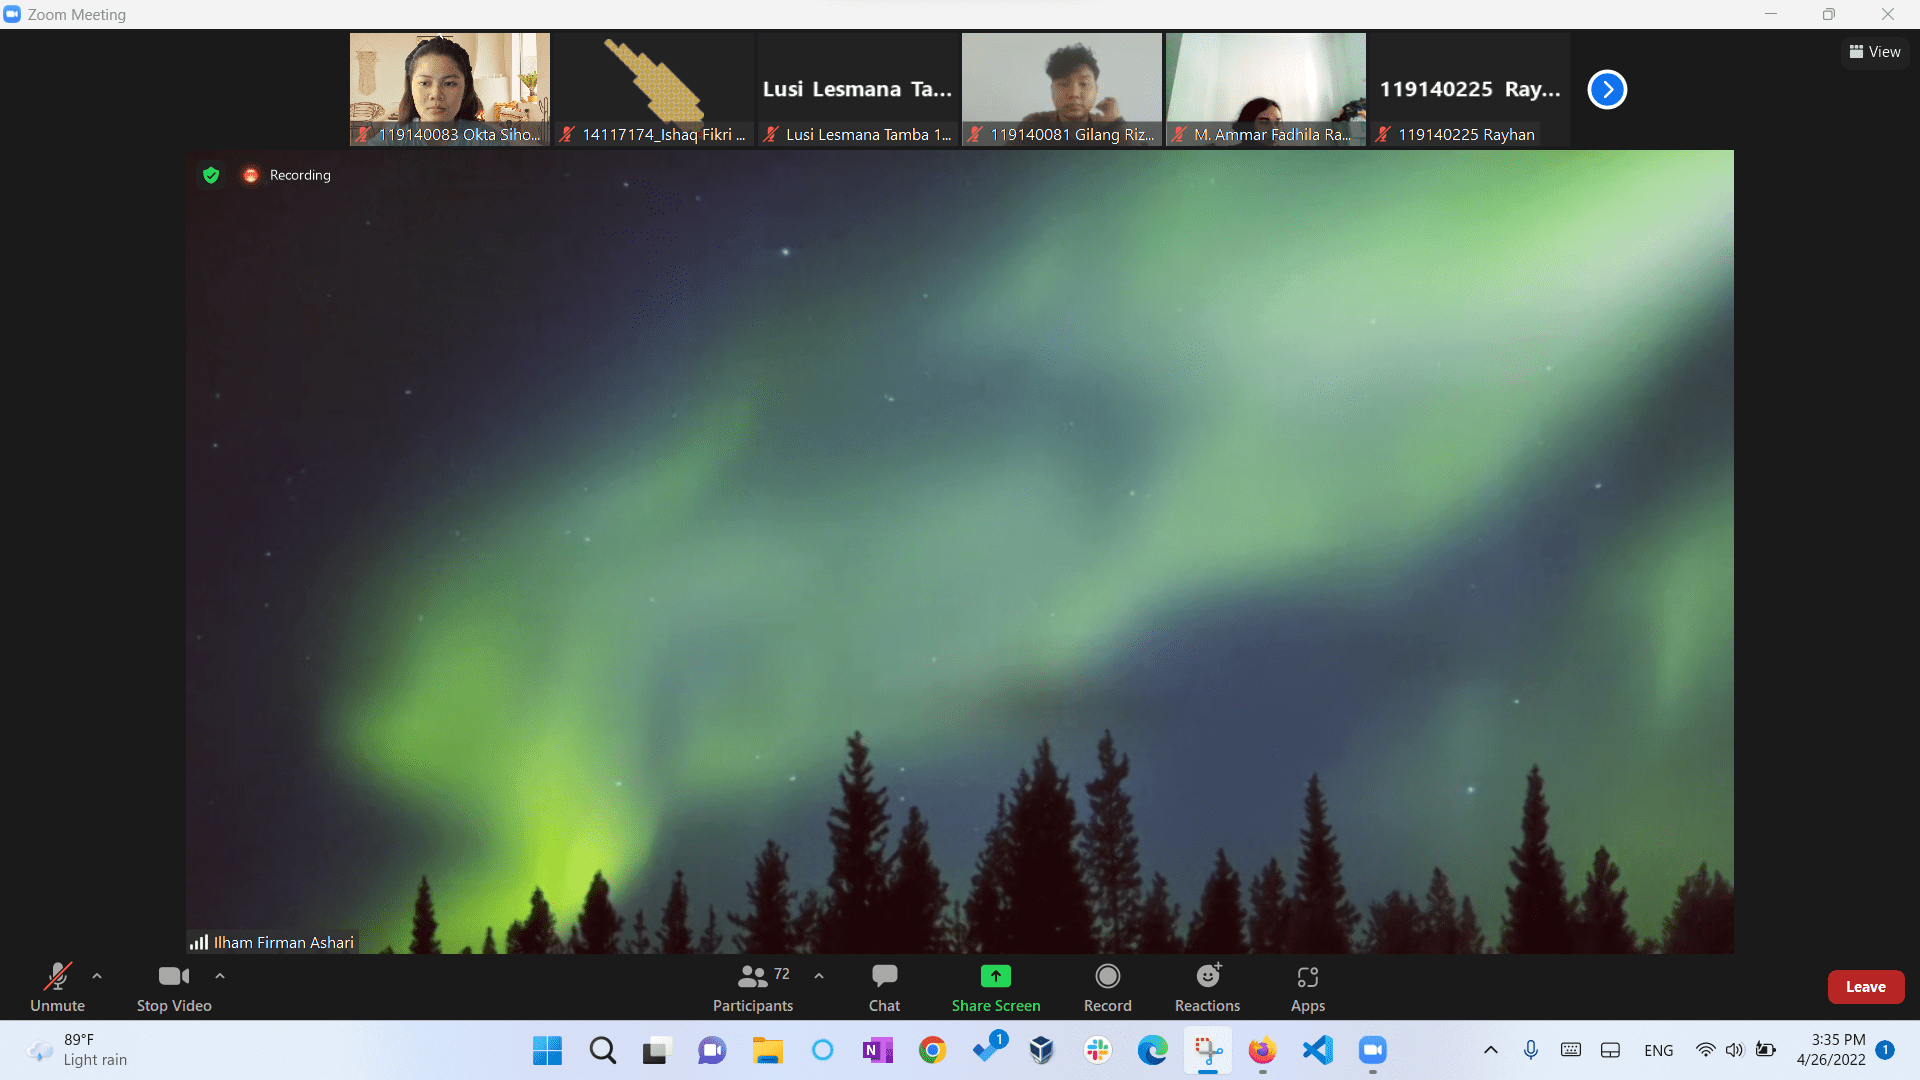 Zoom Meeting
View
Lusi Lesmana Ta...
119140225 Ray...
119140083 Okta Siho...
14117174_Ishaq Fikri ...
Lusi Lesmana Tamba 1...
119140081 Gilang Riz...
M. Ammar Fadhila Ra...
119140225 Rayhan
Recording
Ilham Firman Ashari
72
Unmute
Stop Video
Participants
Chat
Share Screen
Record
Reactions
Apps
Leave
89°F
Light rain
N
1
ENG
3:35 PM
4/26/2022
1